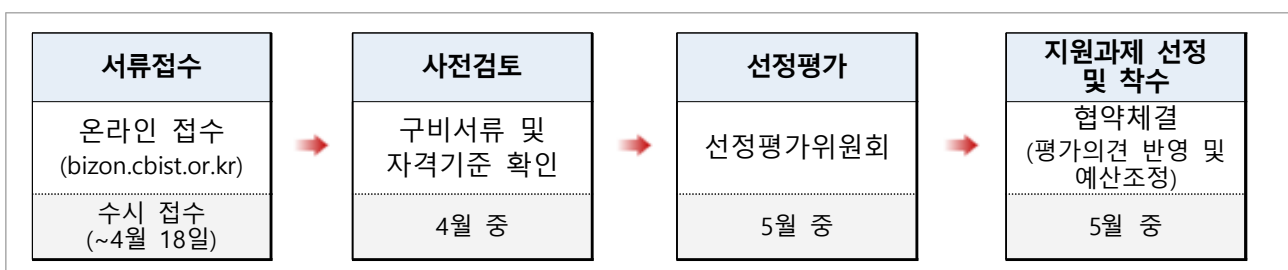 서류접수
온라인 접수
(bizon.cbist.or.kr)
수시 접수
(~4월 18일)
사전검토
구비서류 및
자격기준 확인
4월 중
선정평가
선정평가위원회
5월 중
지원과제 선정
및 착수
협약체결
(평가의견 반영 및
예산조정)
5월 중